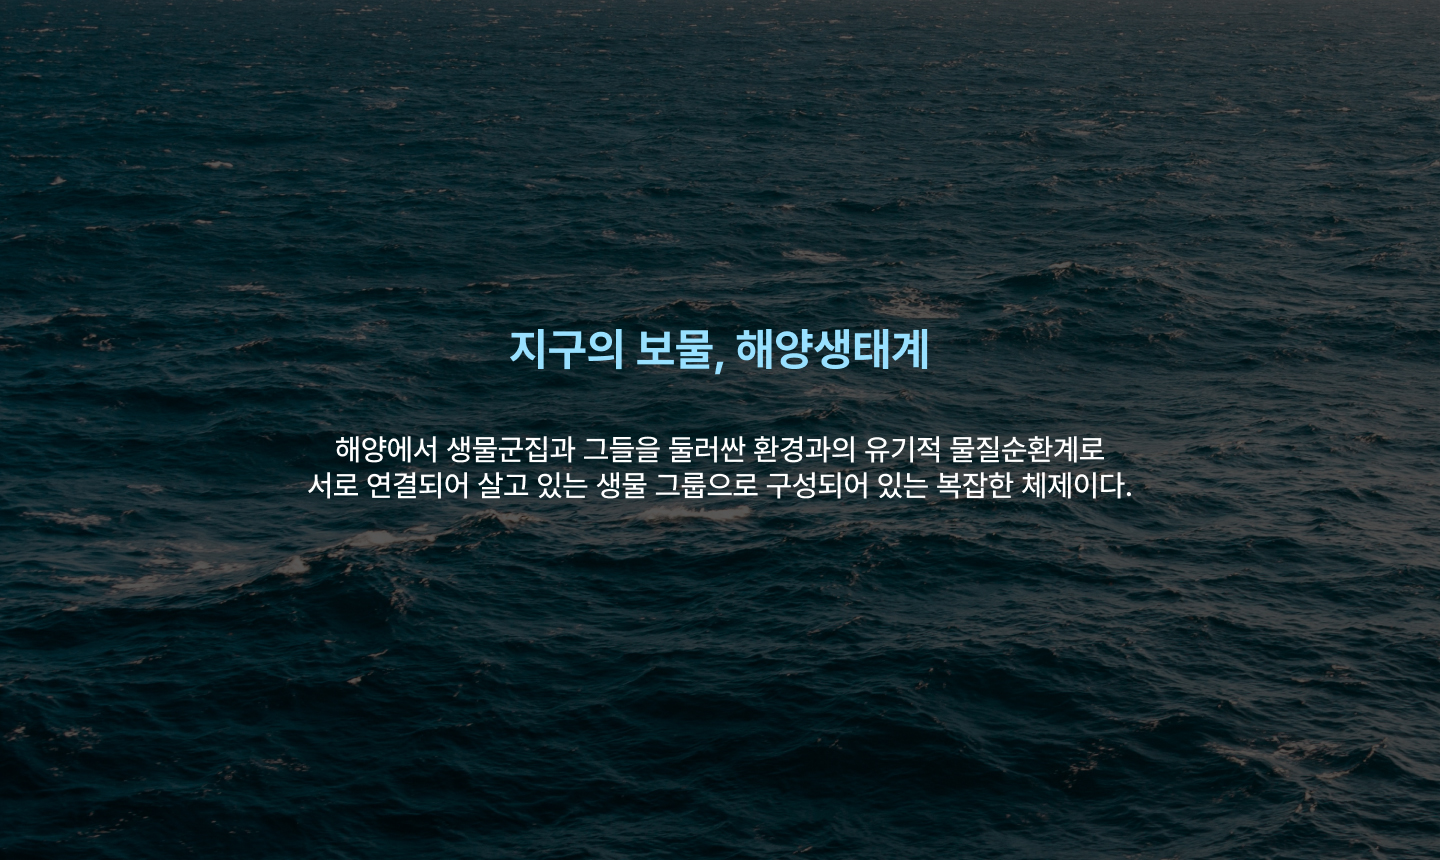 지구의 보물, 해양생태계
해양에서 생물군집과 그들을 둘러싼 환경과의 유기적 물질순환계로
서로 연결되어 살고 있는 생물 그룹으로 구성되어 있는 복잡한 체제이다.